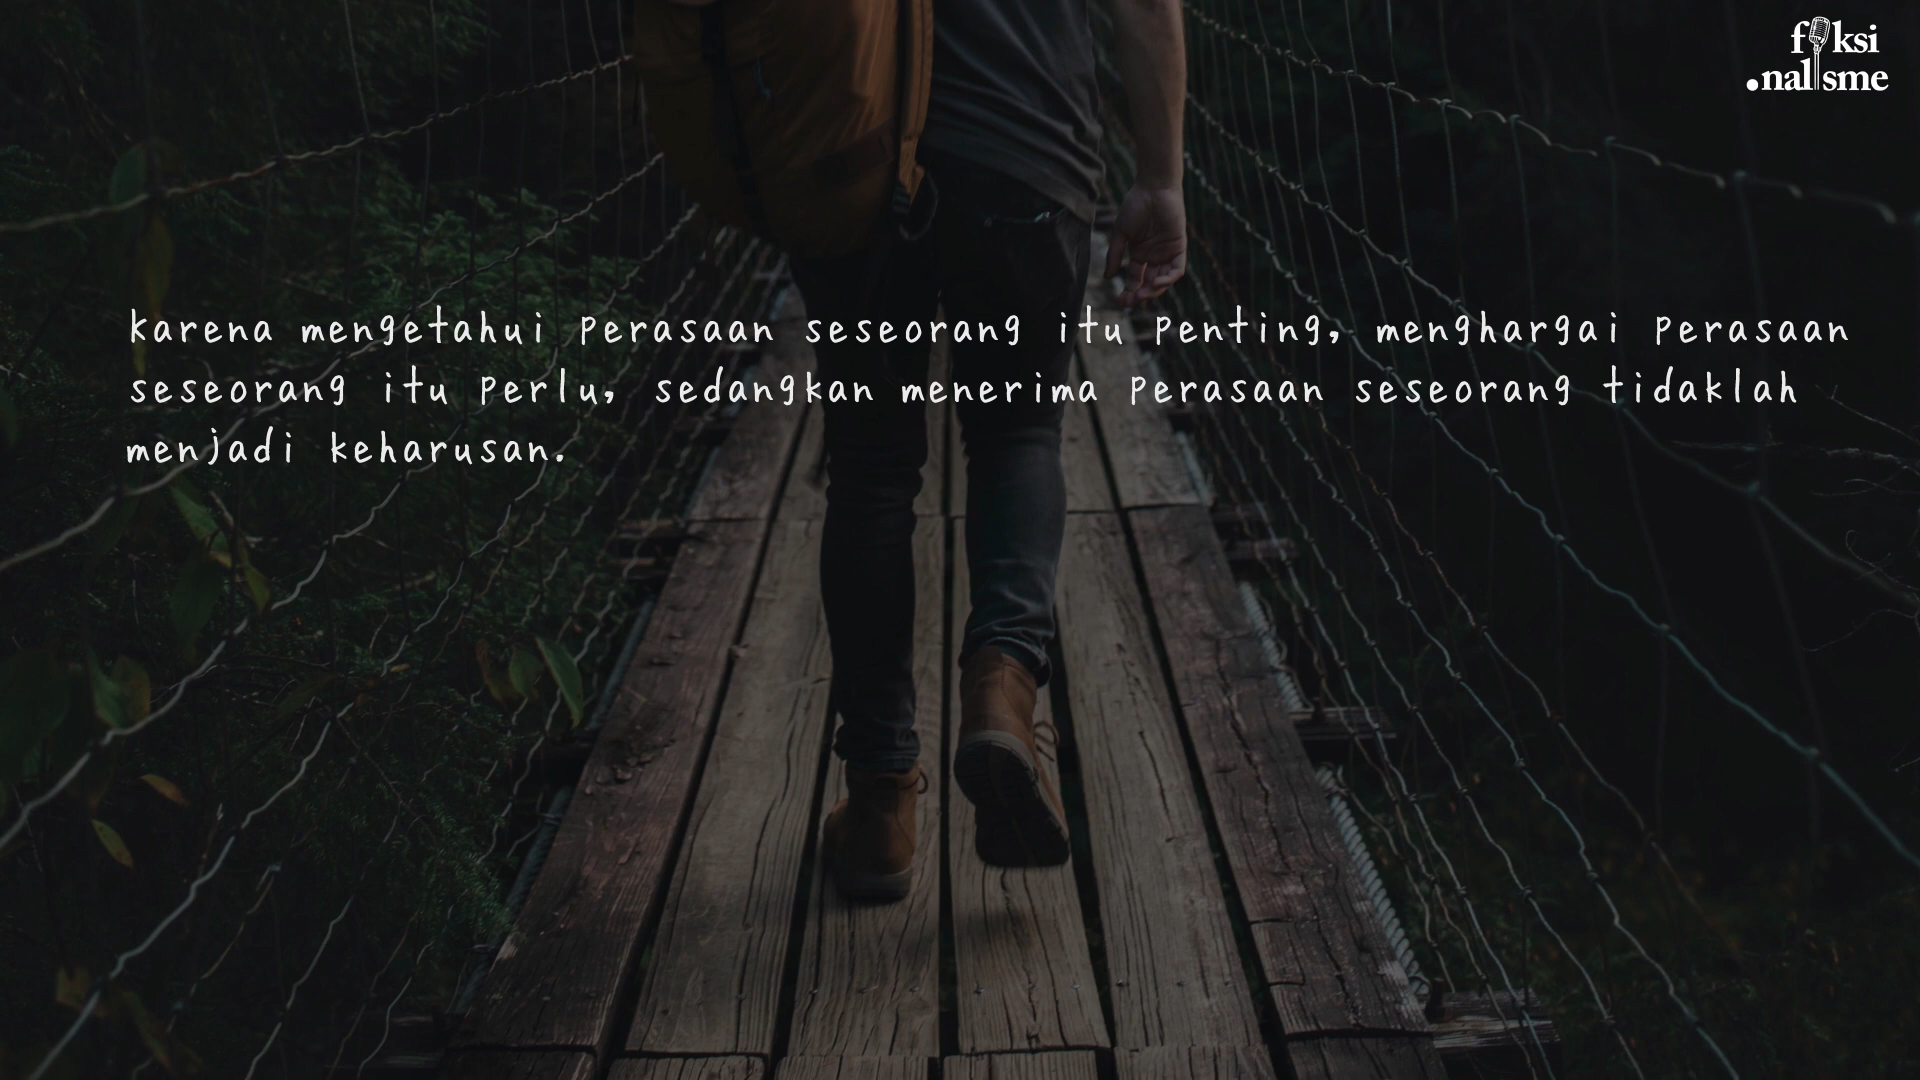 fiksi
.nalisme
karena mengetahui perasaan seseorang itu penting, menghargai perasaan
seseorang itu perlu, sedangkan menerima perasaan seseorang tidaklah
menjadi keharusan.